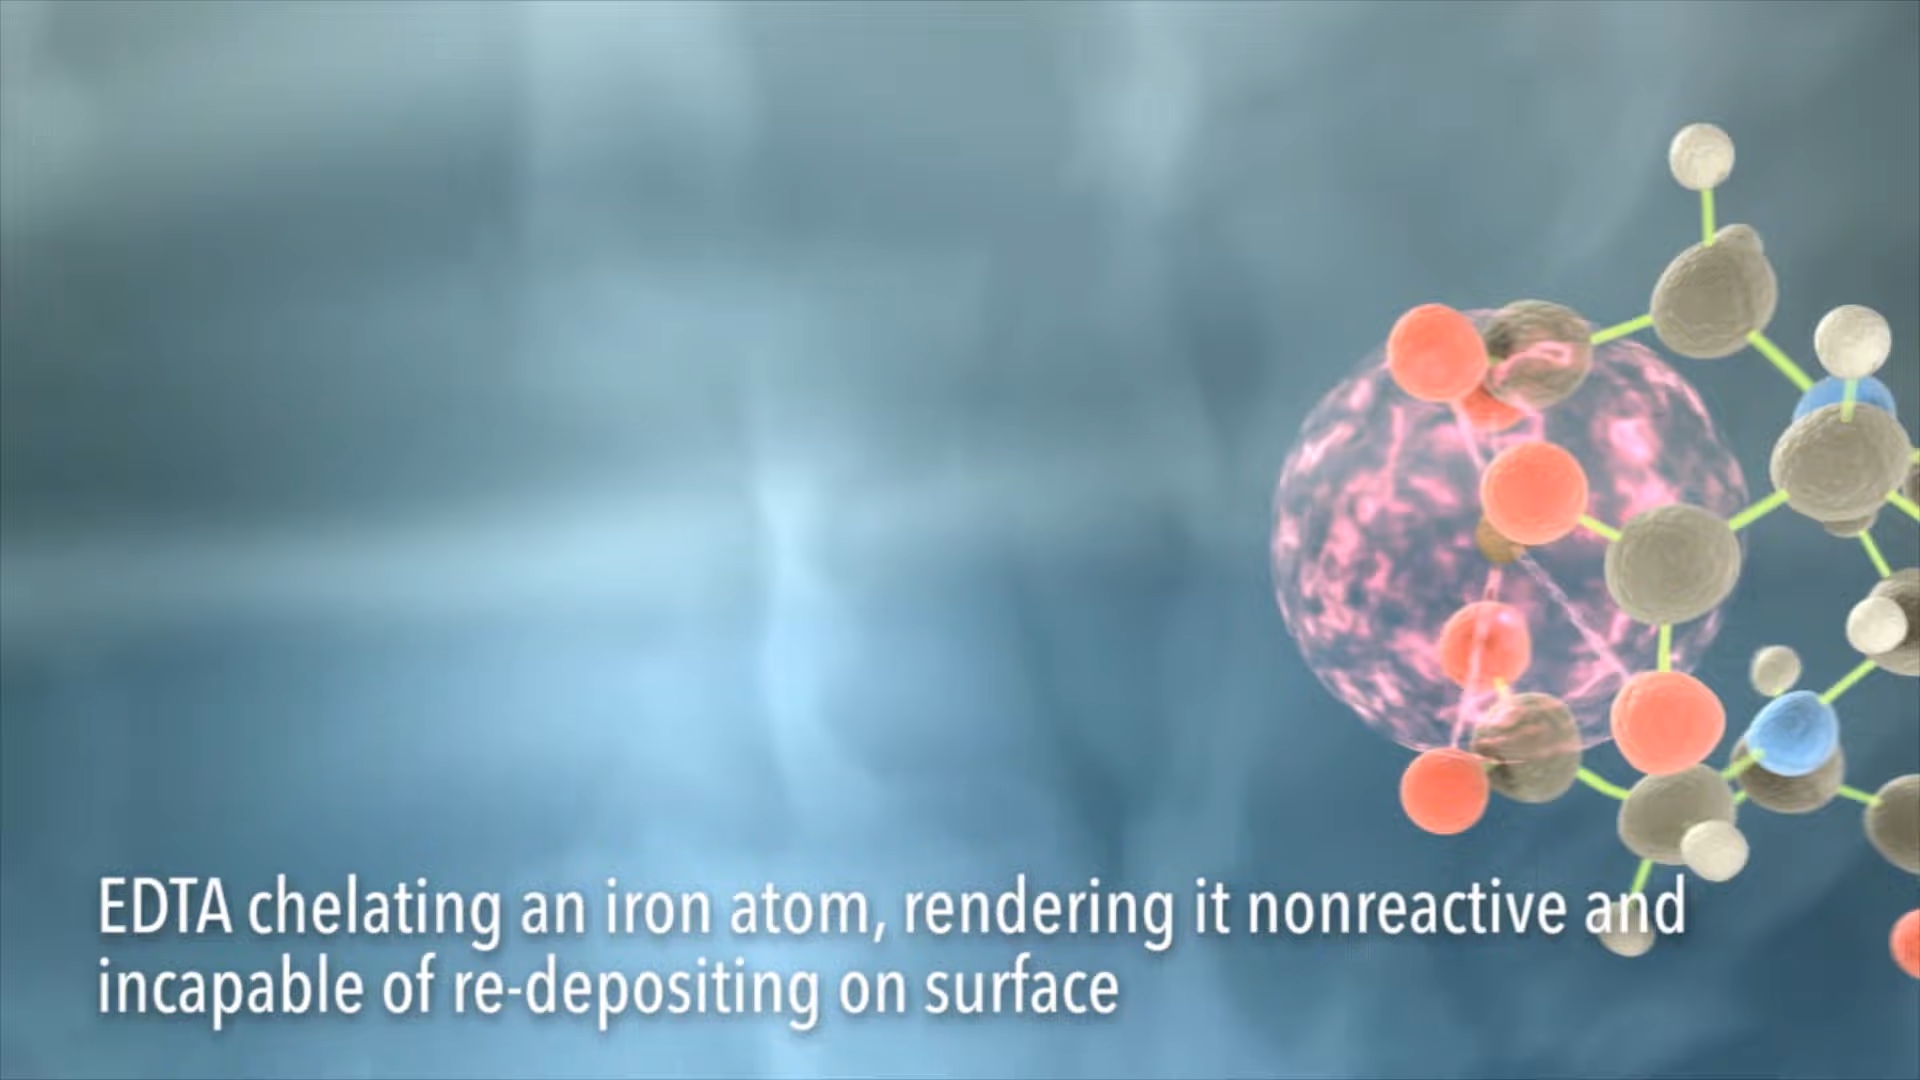 EDTA chelating an iron atom, rendering it nonreactive and
incapable of re-depositing on surface